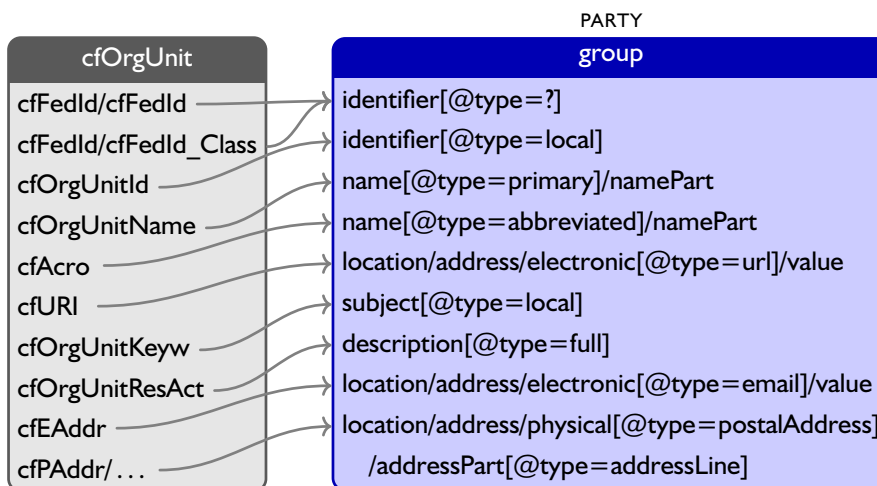 PARTY
cfOrgUnit
group
cfFedId/cfFedId
identifier[@type=?]
cfFedId/cfFedId_Class
identifier[@type=local]
cfOrgUnitId
name[@type=primary]/namePart
cfOrgUnitName
name[@type=abbreviated]/namePart
cfAcro
location/address/electronic[@type=url]/value
cfURI
subject[@type=local]
cfOrgUnitKeyw
description[@type=full]
cfOrgUnitResAct
location/address/electronic[@type=email]/value
cfEAddr
location/address/physical[@type=postalAddress]
cfPAddr/...
/addressPart[@type=addressLine]